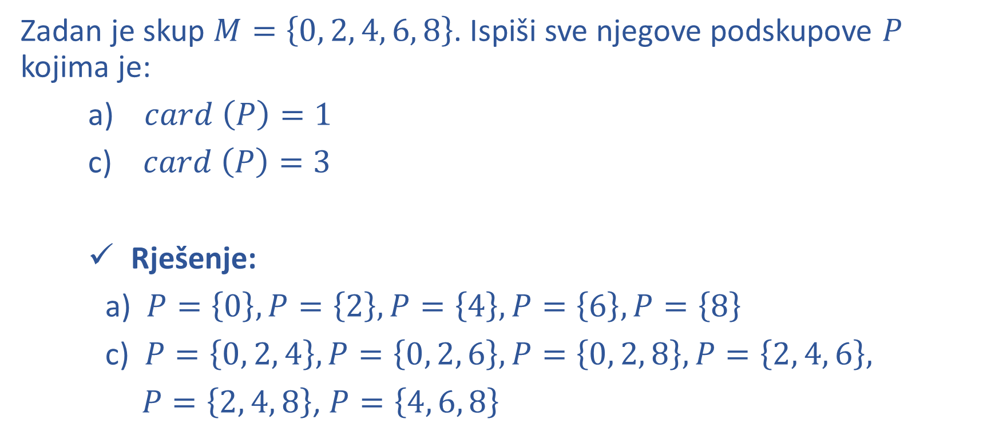 Zadan je skup M = {0, 2, 4, 6, 8}. Ispiši sve njegove podskupove P
kojima je:
a) card (P) = 1
c) card (P) = 3
✓ Rješenje:
a) P = {0}, P = {2}, P = {4}, P = {6}, P = {8}
c) P = {0, 2, 4}, P = {0, 2, 6}, P = {0, 2, 8}, P = {2, 4, 6},
P = {2, 4, 8}, P = {4, 6, 8}